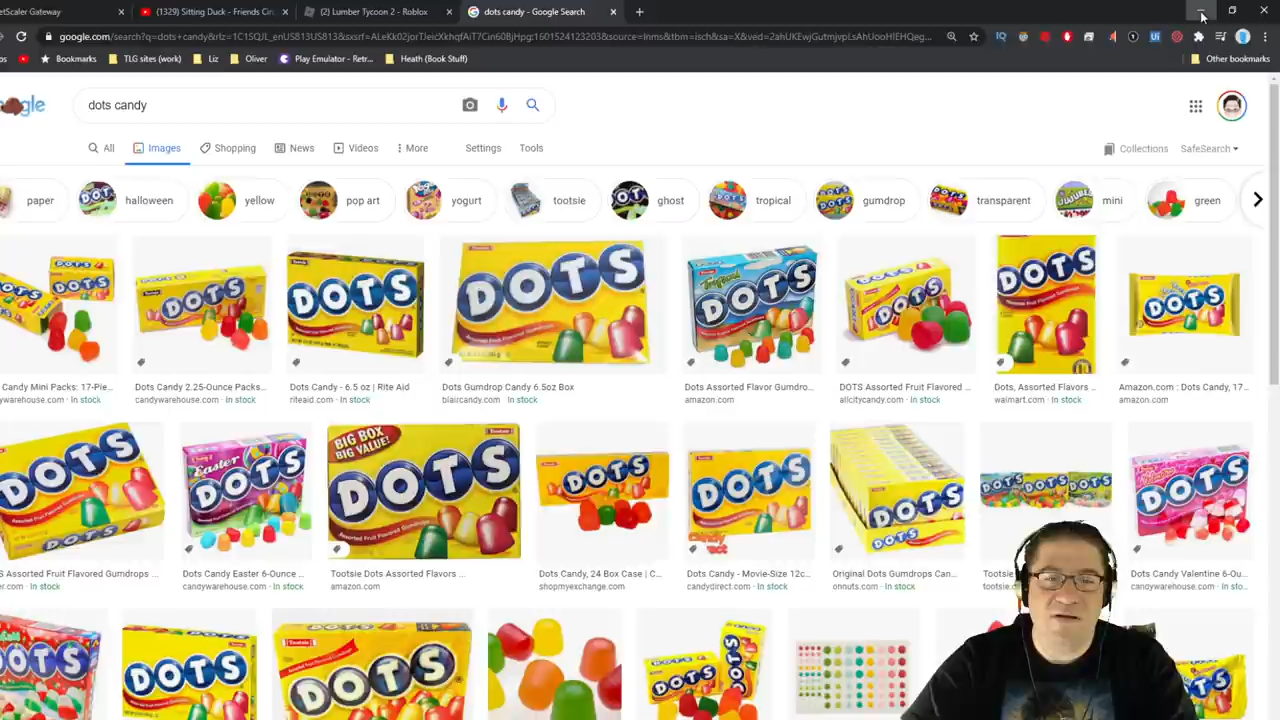 etScaler Gateway
(1329) Sitting Duck - Friends Circ
(2) Lumber Tycoon 2 - Roblox
dots candy - Google Search
google.com/search?q=dots+candy&rlz=1C1SQJL_enUS813US813&sxsrf=ALeKk02jorTJeicXkhqfAiT7Cin60BjHpg:1601524123203&source=lnms&tbm=isch&sa=X&ved=2ahUKEwjGutmjvpLsAhUooHIEHQeg...
ps
Bookmarks
TLG sites (work)
Liz
Oliver
Play Emulator - Retr...
Heath (Book Stuff)
Other bookmarks
ogle
dots candy
All
Images
Shopping
News
Videos
More
Settings
Tools
Collections
SafeSearch
paper
halloween
yellow
pop art
yogurt
tootsie
ghost
tropical
gumdrop
transparent
mini
green
DOTS
DOTS
DOTS
DOTS
Tropical DOTS
DOTS
DOTS
Candy Mini Packs: 17-Pie...
Dots Candy 2.25-Ounce Packs...
Dots Candy - 6.5 oz | Rite Aid
Dots Gumdrop Candy 6.5oz Box
Dots Assorted Flavor Gumdro...
DOTS Assorted Fruit Flavored ...
Dots, Assorted Flavors ...
Amazon.com : Dots Candy, 17...
ywarehouse.com · In stock
candywarehouse.com · In stock
riteaid.com · In stock
blaircandy.com · In stock
amazon.com
allcitycandy.com · In stock
walmart.com · In stock
amazon.com
DOTS
Easter DOTS
BIG BOX
BIG VALUE!
DOTS
DOTS
DOTS
DOTS
DOTS
DOTS
S Assorted Fruit Flavored Gumdrops ...
Dots Candy Easter 6-Ounce ...
Tootsie Dots Assorted Flavors ...
Dots Candy, 24 Box Case | C...
Dots Candy - Movie-Size 12c...
Original Dots Gumdrops Can...
Tootsie
Dots Candy Valentine 6-Ou...
er.com · In stock
candywarehouse.com · In stock
amazon.com
shopmyexchange.com
candydirect.com · In stock
onnuts.com · In stock
tootsie.c
candywarehouse.com · In sto...
DOTS
DOTS
DOTS
DOTS